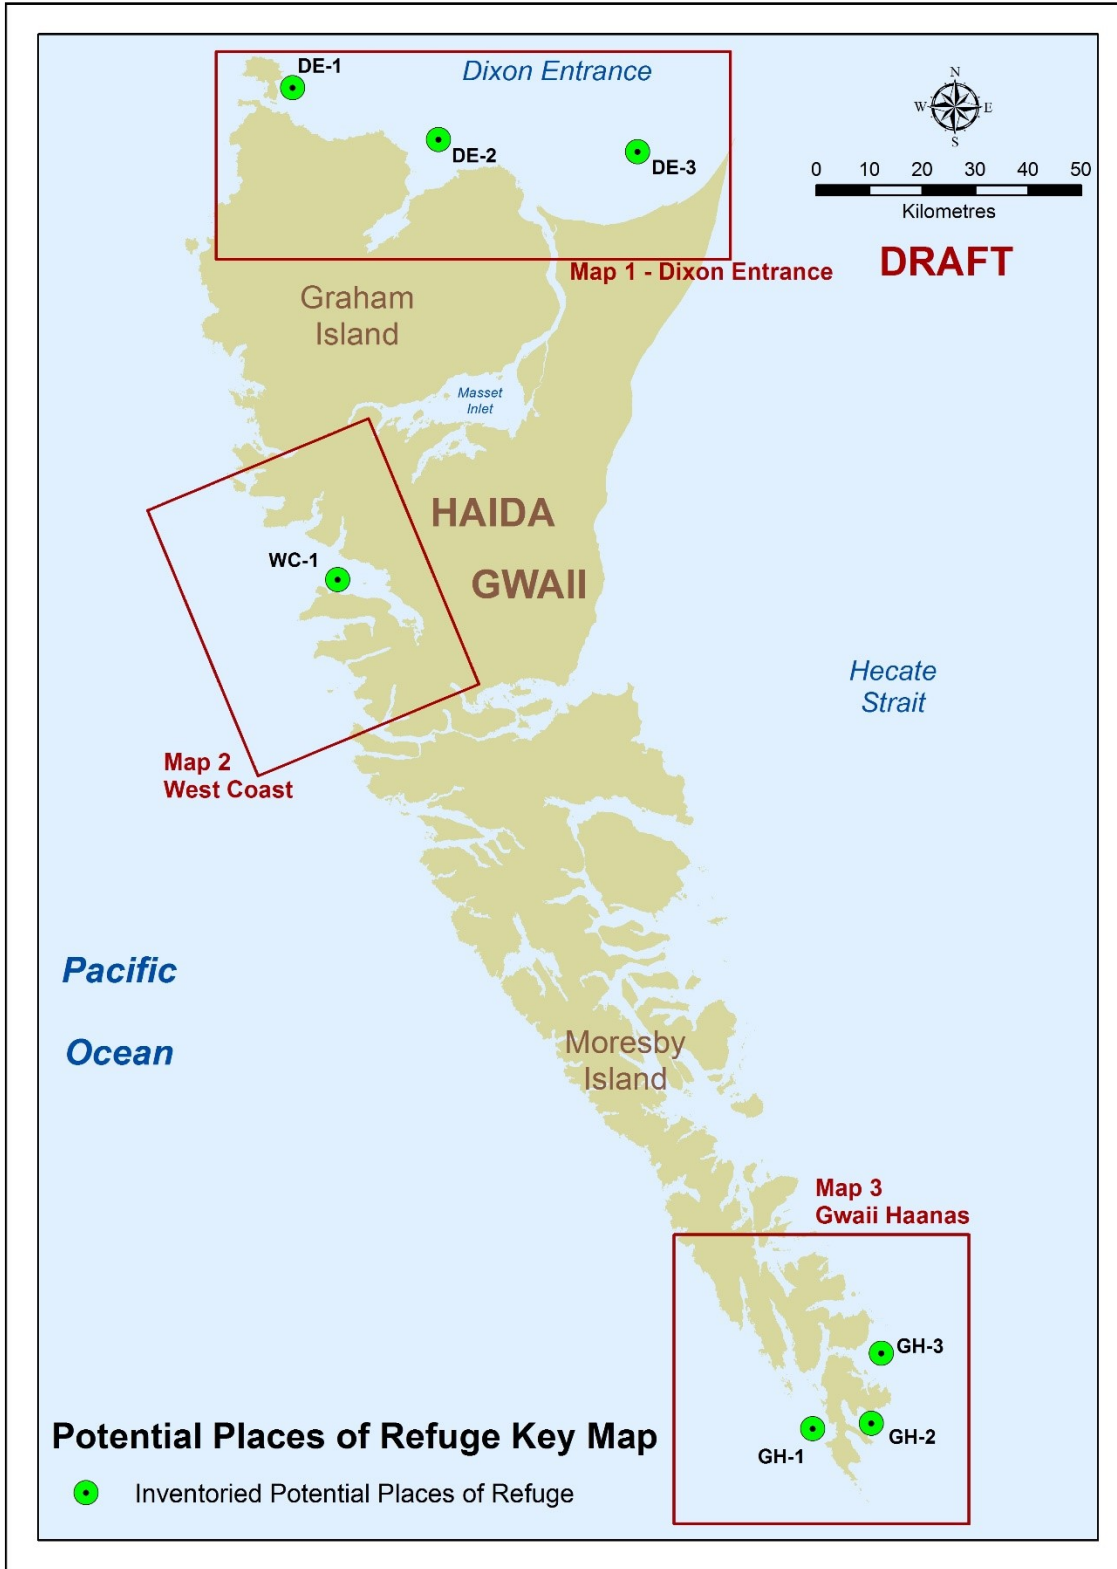 DE-1
Dixon Entrance
DE-2
DE-3
N
W
E
S
0 10 20 30 40 50
Kilometres
DRAFT
Map 1 - Dixon Entrance
Graham
Island
Masset
Inlet
HAIDA
GWAII
WC-1
Hecate
Strait
Map 2
West Coast
Pacific
Ocean
Moresby
Island
Map 3
Gwaii Haanas
GH-3
GH-2
GH-1
Potential Places of Refuge Key Map
Inventoried Potential Places of Refuge